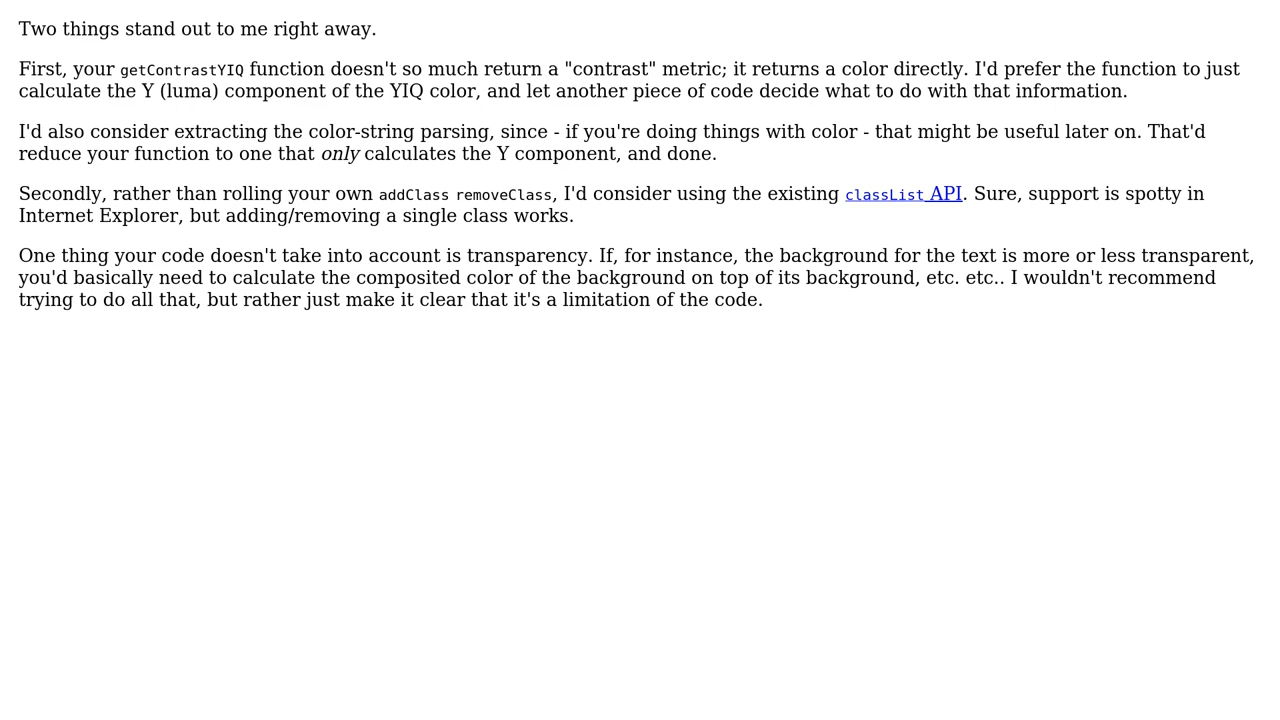 Two things stand out to me right away.
First, your getContrastYIQ function doesn't so much return a "contrast" metric; it returns a color directly. I'd prefer the function to just
calculate the Y (luma) component of the YIQ color, and let another piece of code decide what to do with that information.
I'd also consider extracting the color-string parsing, since - if you're doing things with color - that might be useful later on. That'd
reduce your function to one that only calculates the Y component, and done.
Secondly, rather than rolling your own addClass removeClass, I'd consider using the existing classList API. Sure, support is spotty in
Internet Explorer, but adding/removing a single class works.
One thing your code doesn't take into account is transparency. If, for instance, the background for the text is more or less transparent,
you'd basically need to calculate the composited color of the background on top of its background, etc. etc.. I wouldn't recommend
trying to do all that, but rather just make it clear that it's a limitation of the code.